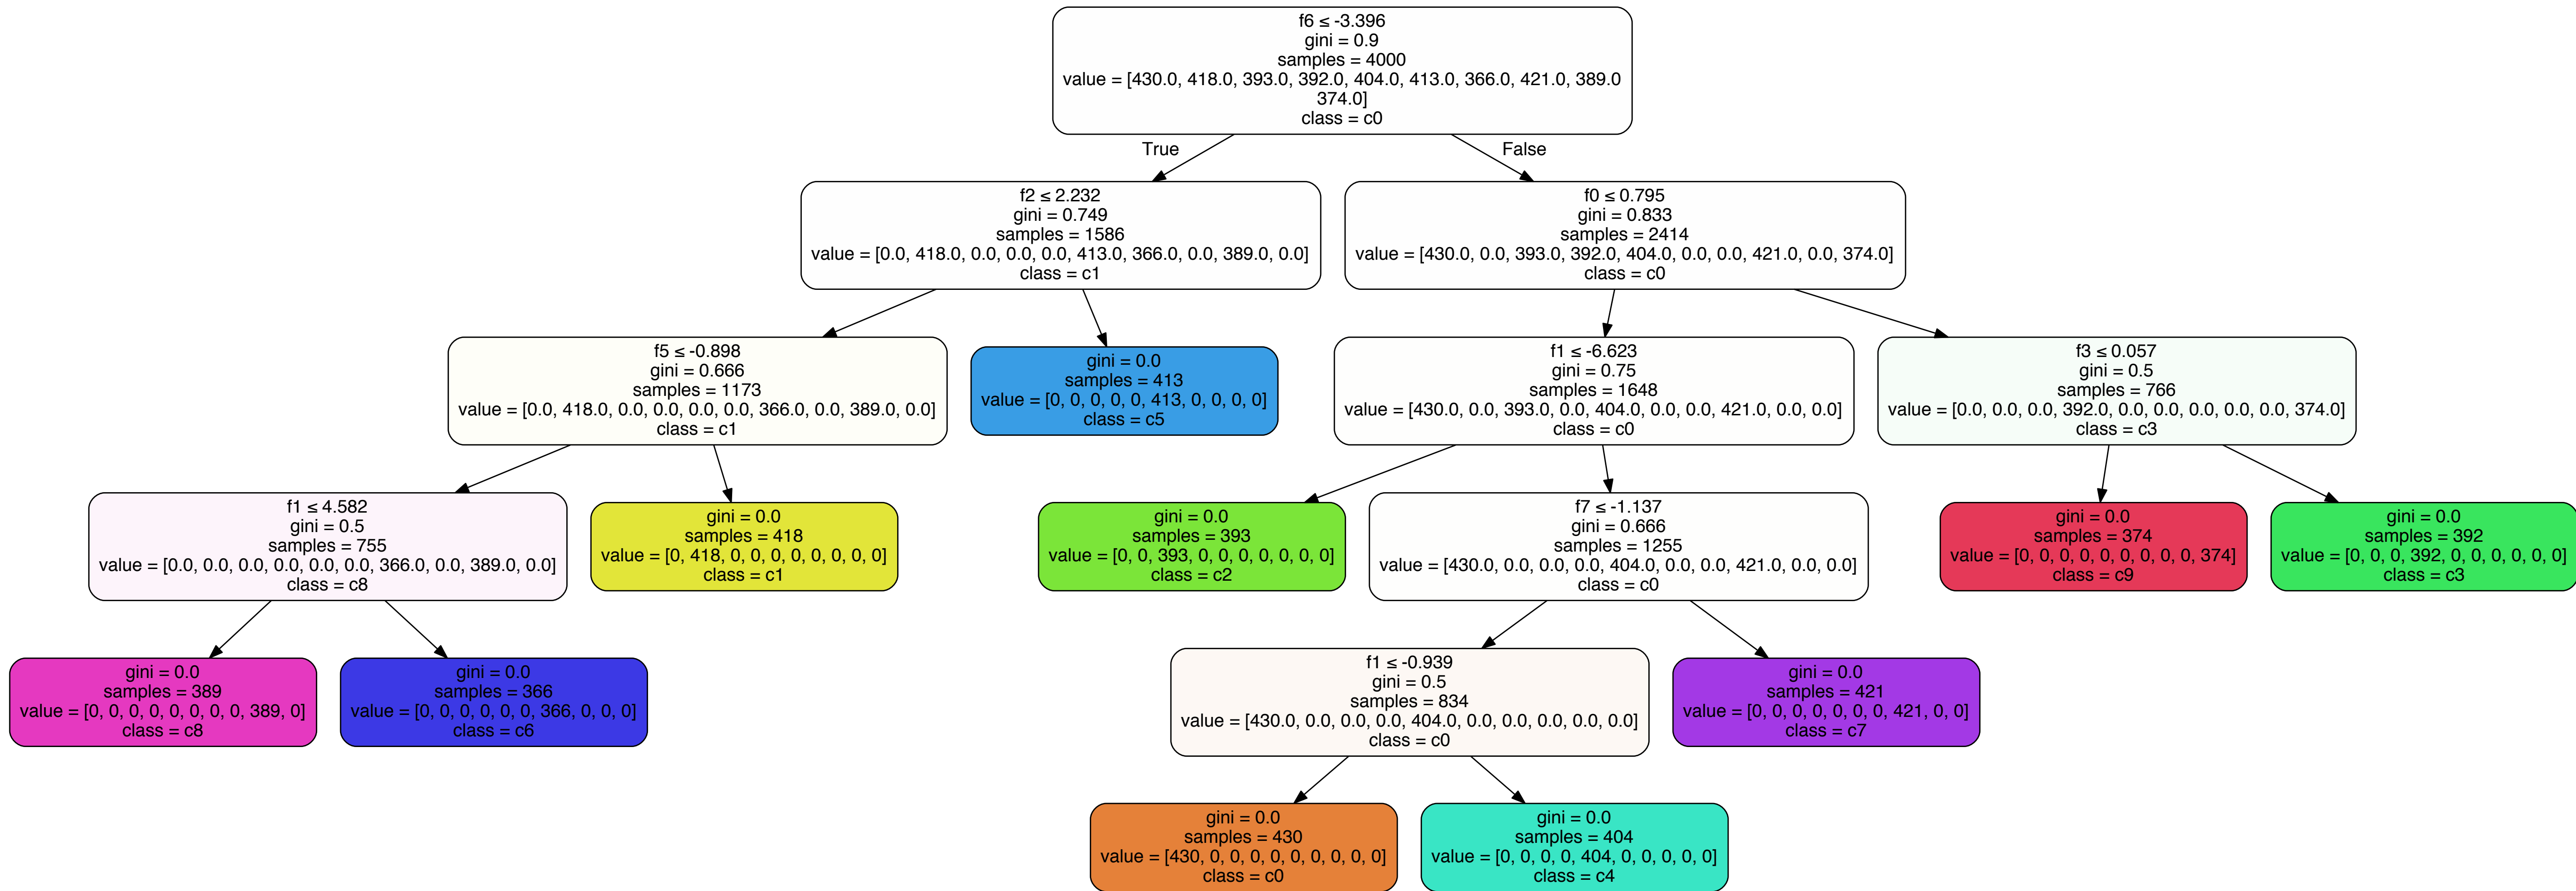 f6 ≤ -3.396
gini = 0.9
samples = 4000
value = [430.0, 418.0, 393.0, 392.0, 404.0, 413.0, 366.0, 421.0, 389.0
374.0]
class = c0
True
False
f2 ≤ 2.232
gini = 0.749
samples = 1586
value = [0.0, 418.0, 0.0, 0.0, 0.0, 413.0, 366.0, 0.0, 389.0, 0.0]
class = c1
f0 ≤ 0.795
gini = 0.833
samples = 2414
value = [430.0, 0.0, 393.0, 392.0, 404.0, 0.0, 0.0, 421.0, 0.0, 374.0]
class = c0
f5 ≤ -0.898
gini = 0.666
samples = 1173
value = [0.0, 418.0, 0.0, 0.0, 0.0, 0.0, 366.0, 0.0, 389.0, 0.0]
class = c1
gini = 0.0
samples = 413
value = [0, 0, 0, 0, 0, 413, 0, 0, 0, 0]
class = c5
f1 ≤ -6.623
gini = 0.75
samples = 1648
value = [430.0, 0.0, 393.0, 0.0, 404.0, 0.0, 0.0, 421.0, 0.0, 0.0]
class = c0
f3 ≤ 0.057
gini = 0.5
samples = 766
value = [0.0, 0.0, 0.0, 392.0, 0.0, 0.0, 0.0, 0.0, 0.0, 374.0]
class = c3
f1 ≤ 4.582
gini = 0.5
samples = 755
value = [0.0, 0.0, 0.0, 0.0, 0.0, 0.0, 366.0, 0.0, 389.0, 0.0]
class = c8
gini = 0.0
samples = 418
value = [0, 418, 0, 0, 0, 0, 0, 0, 0, 0]
class = c1
gini = 0.0
samples = 393
value = [0, 0, 393, 0, 0, 0, 0, 0, 0, 0]
class = c2
f7 ≤ -1.137
gini = 0.666
samples = 1255
value = [430.0, 0.0, 0.0, 0.0, 404.0, 0.0, 0.0, 421.0, 0.0, 0.0]
class = c0
gini = 0.0
samples = 374
value = [0, 0, 0, 0, 0, 0, 0, 0, 0, 374]
class = c9
gini = 0.0
samples = 392
value = [0, 0, 0, 392, 0, 0, 0, 0, 0, 0]
class = c3
gini = 0.0
samples = 389
value = [0, 0, 0, 0, 0, 0, 0, 0, 389, 0]
class = c8
gini = 0.0
samples = 366
value = [0, 0, 0, 0, 0, 0, 366, 0, 0, 0]
class = c6
f1 ≤ -0.939
gini = 0.5
samples = 834
value = [430.0, 0.0, 0.0, 0.0, 404.0, 0.0, 0.0, 0.0, 0.0, 0.0]
class = c0
gini = 0.0
samples = 421
value = [0, 0, 0, 0, 0, 0, 0, 421, 0, 0]
class = c7
gini = 0.0
samples = 430
value = [430, 0, 0, 0, 0, 0, 0, 0, 0, 0]
class = c0
gini = 0.0
samples = 404
value = [0, 0, 0, 0, 404, 0, 0, 0, 0, 0]
class = c4